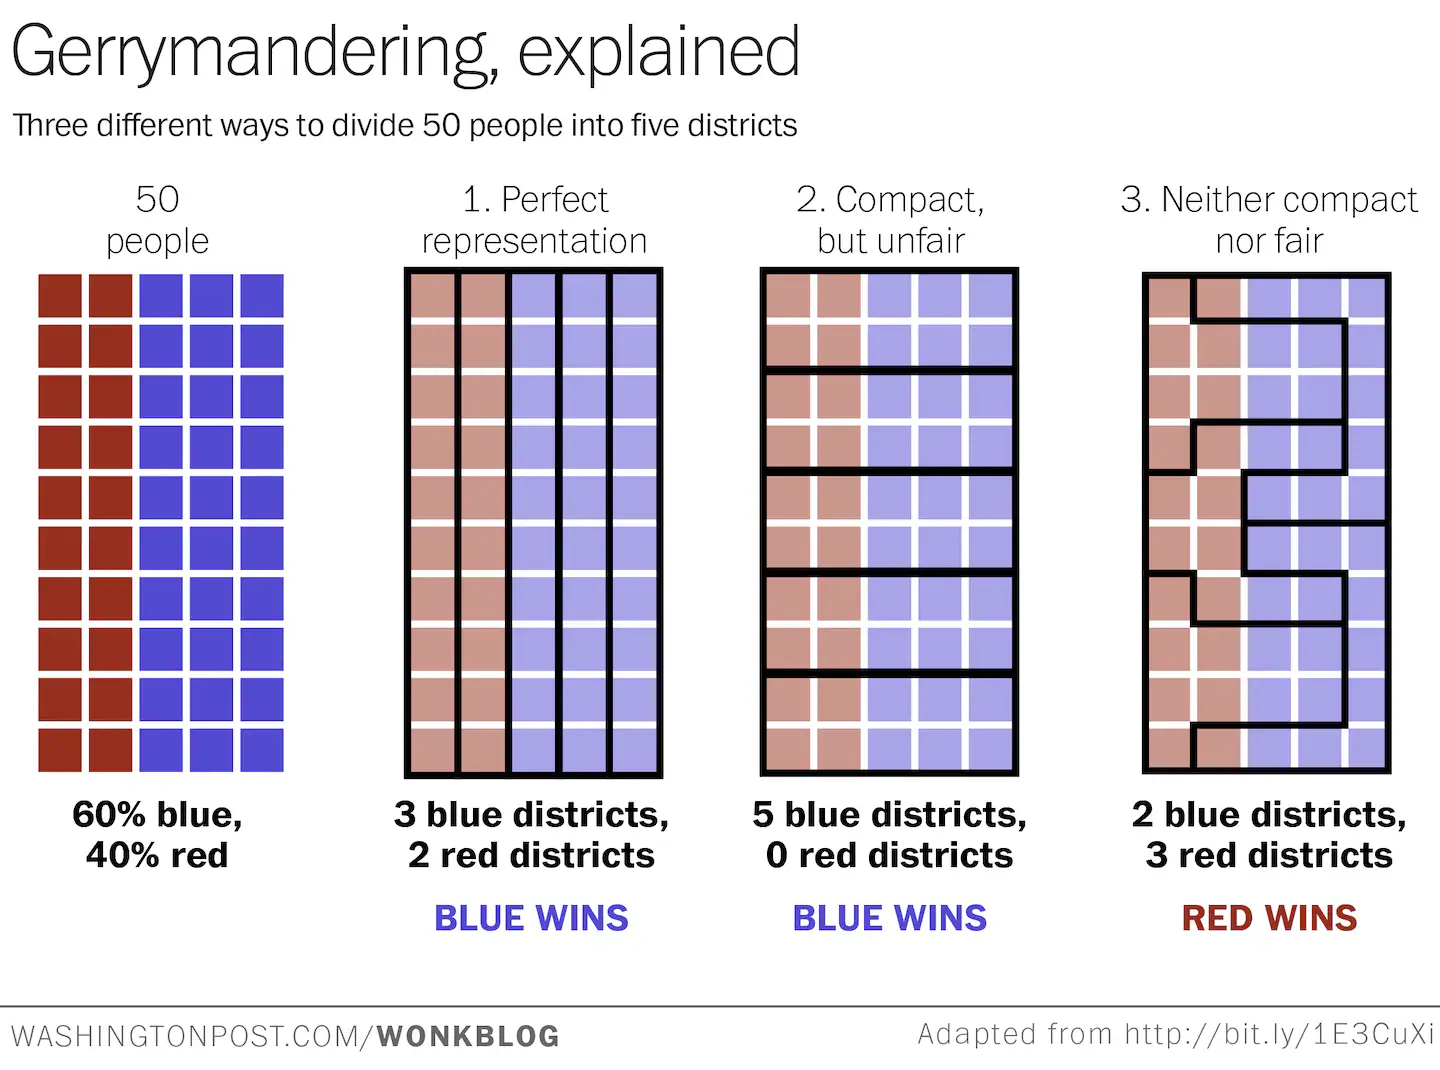 Gerrymandering, explained
Three different ways to divide 50 people into five districts
50
people
60% blue,
40% red
1. Perfect
representation
3 blue districts,
2 red districts
BLUE WINS
2. Compact,
but unfair
5 blue districts,
0 red districts
BLUE WINS
3. Neither compact
nor fair
2 blue districts,
3 red districts
RED WINS
WASHINGTONPOST.COM/WONKBLOG
Adapted from http://bit.ly/1E3CuXi